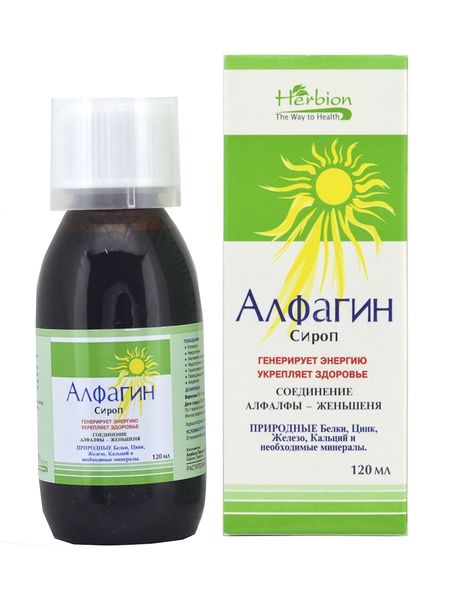 Herbion
The Way to Health
Алфагин
Сироп
ГЕНЕРИРУЕТ ЭНЕРГИЮ
УКРЕПЛЯЕТ ЗДОРОВЬЕ
СОЕДИНЕНИЕ
АЛФАЛФЫ – ЖЕНЬШЕНЯ
ПРИРОДНЫЕ Белки, Цинк,
Железо, Кальций и
необходимые минералы.
120 МЛ
Алфагин
Сироп
ГЕНЕРИРУЕТ ЭНЕРГИЮ
УКРЕПЛЯЕТ ЗДОРОВЬЕ
СОЕДИНЕНИЕ
АЛФАЛФЫ – ЖЕНЬШЕНЯ
ПРИРОДНЫЕ Белки, Цинк,
Железо, Кальций и
необходимые минералы.
120 МЛ